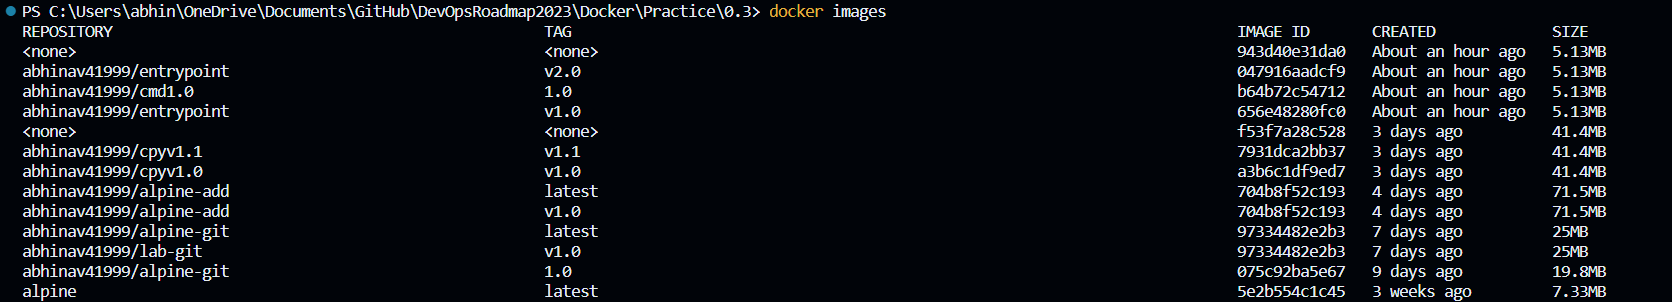 PS C:\Users\abhin\OneDrive\Documents\GitHub\DevOpsRoadmap2023\Docker\Practice\0.3> docker images
REPOSITORY TAG IMAGE ID CREATED SIZE
<none> <none> 943d40e31da0 About an hour ago 5.13MB
abhinav41999/entrypoint v2.0 047916aadcf9 About an hour ago 5.13MB
abhinav41999/cmd1.0 1.0 b64b72c54712 About an hour ago 5.13MB
abhinav41999/entrypoint v1.0 656e48280fc0 About an hour ago 5.13MB
<none> <none> f53f7a28c528 3 days ago 41.4MB
abhinav41999/cpyv1.1 v1.1 7931dca2bb37 3 days ago 41.4MB
abhinav41999/cpyv1.0 v1.0 a3b6c1df9ed7 3 days ago 41.4MB
abhinav41999/alpine-add latest 704b8f52c193 4 days ago 71.5MB
abhinav41999/alpine-add v1.0 704b8f52c193 4 days ago 71.5MB
abhinav41999/alpine-git latest 97334482e2b3 7 days ago 25MB
abhinav41999/lab-git v1.0 97334482e2b3 7 days ago 25MB
abhinav41999/alpine-git 1.0 075c92ba5e67 9 days ago 19.8MB
alpine latest 5e2b554c1c45 3 weeks ago 7.33MB